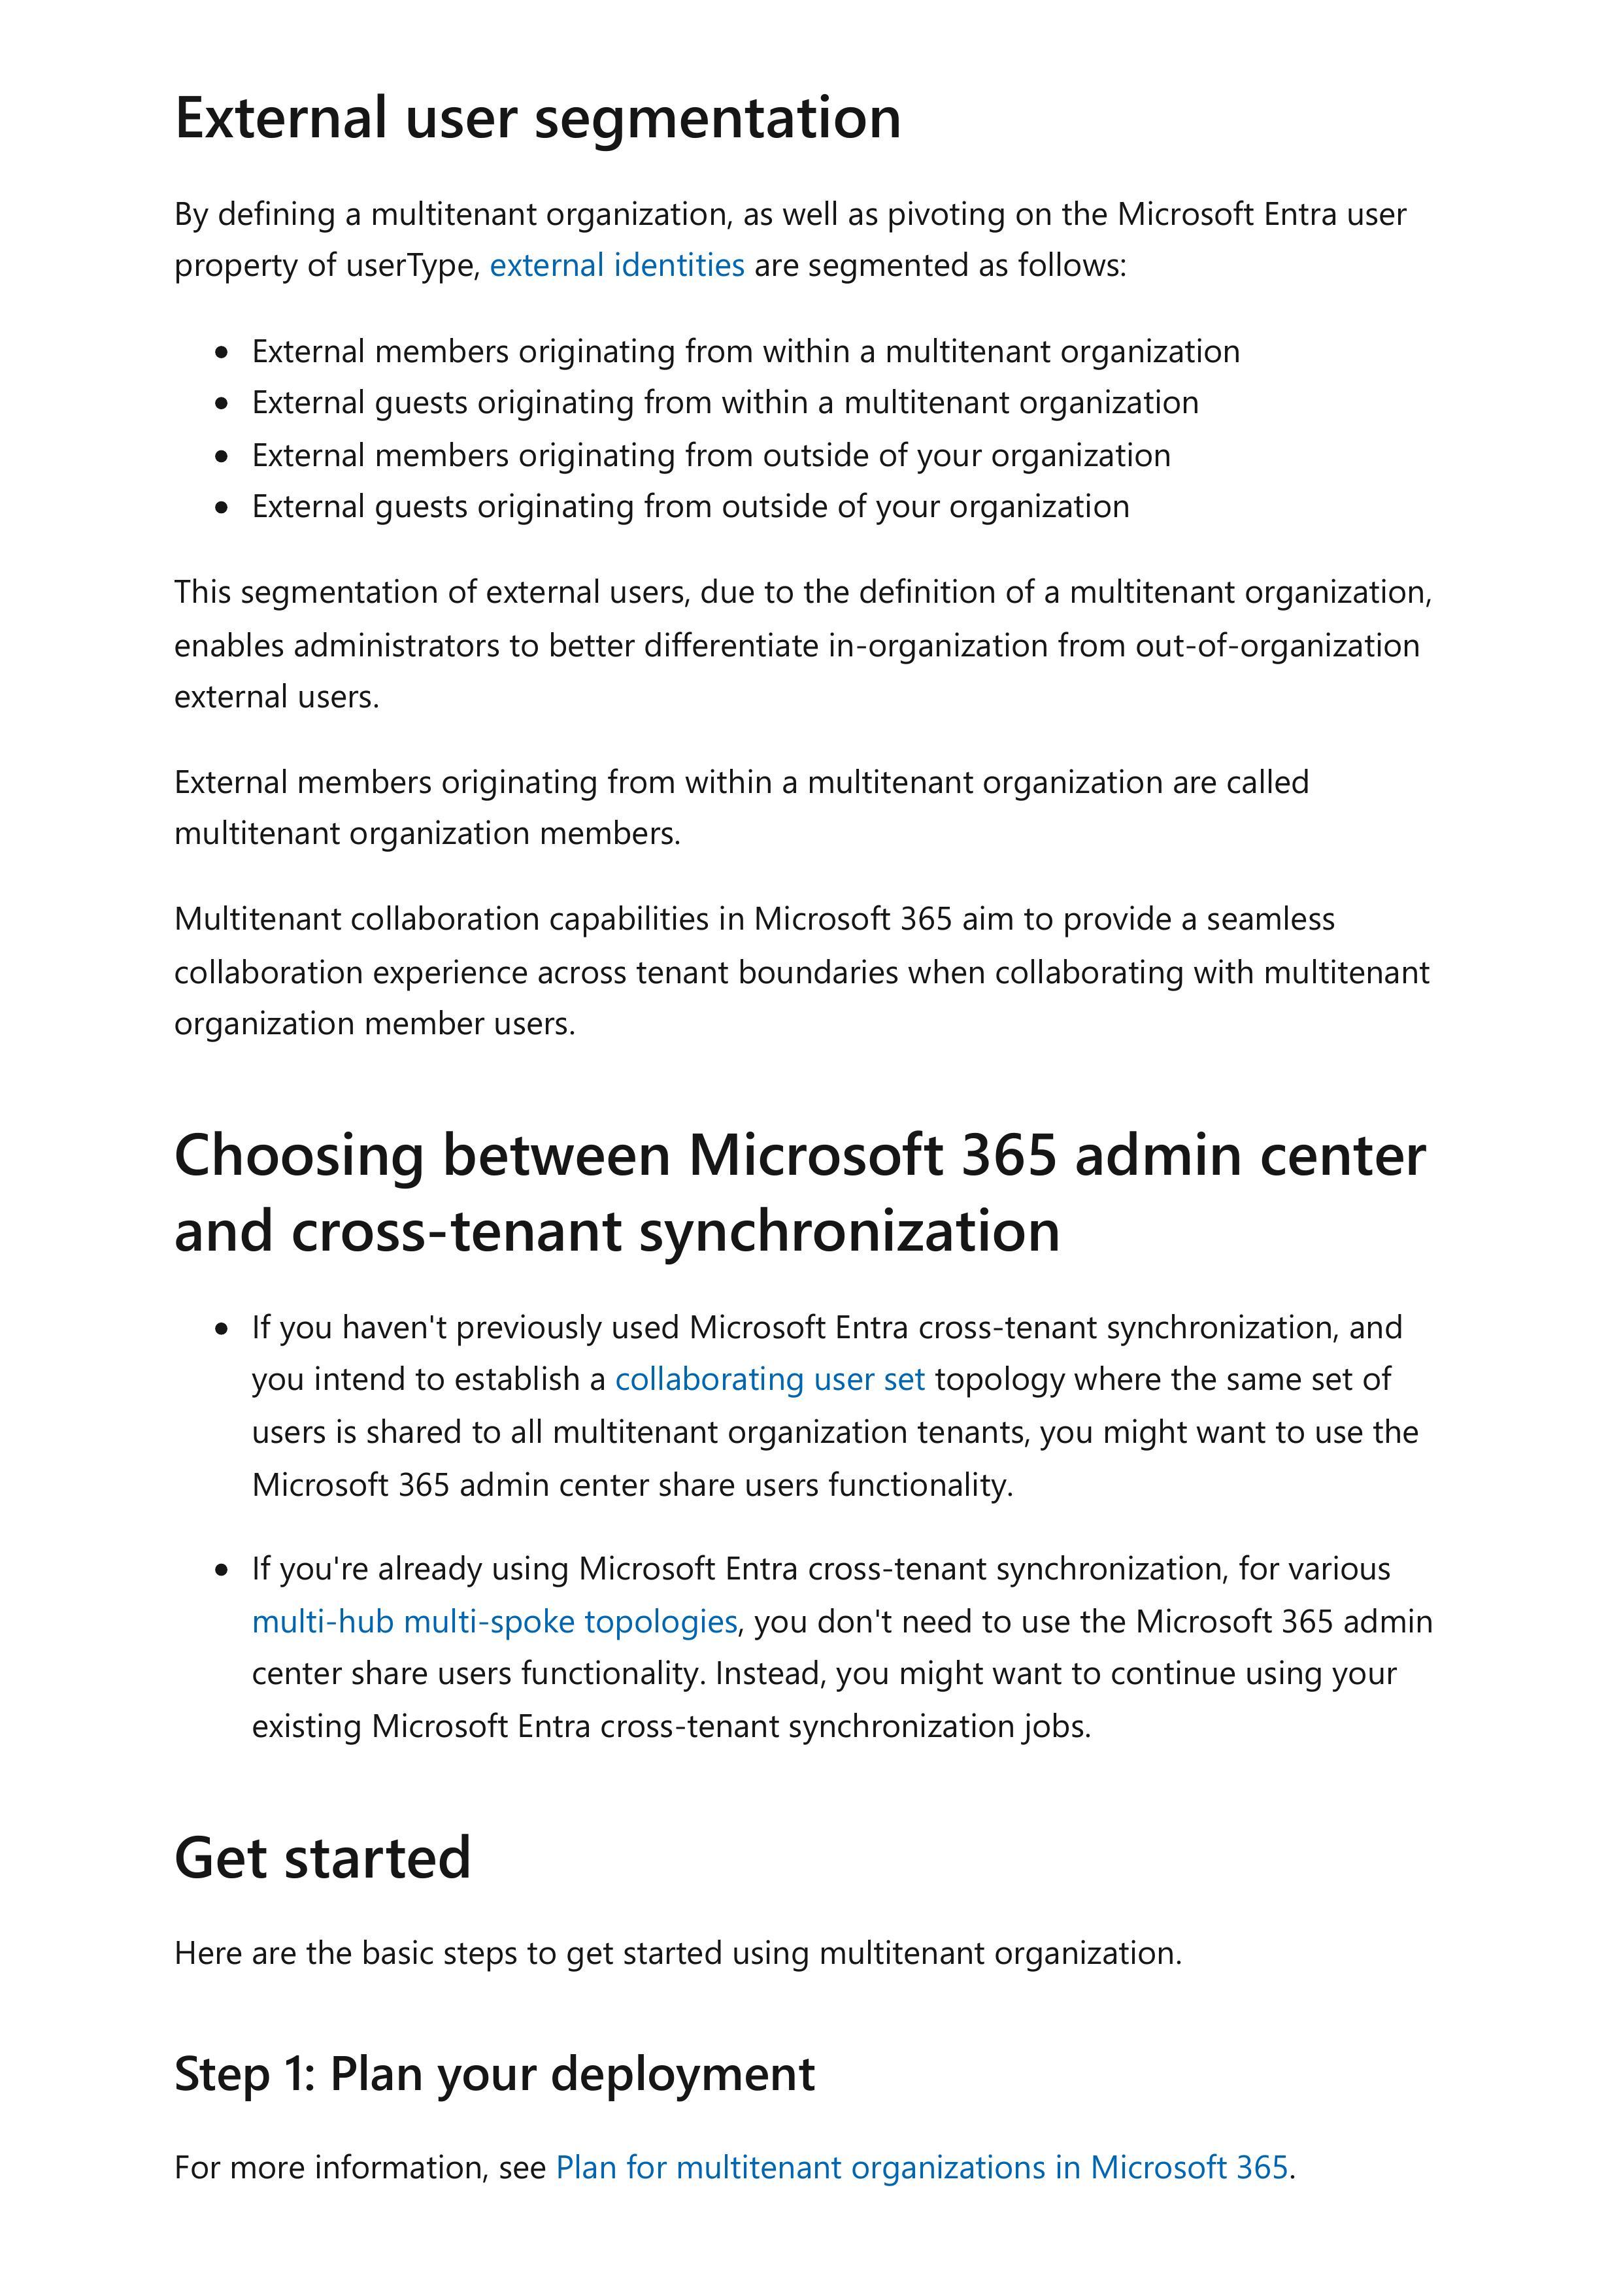 External user segmentation
By defining a multitenant organization, as well as pivoting on the Microsoft Entra user
property of userType, external identities are segmented as follows:
• External members originating from within a multitenant organization
• External guests originating from within a multitenant organization
• External members originating from outside of your organization
• External guests originating from outside of your organization
This segmentation of external users, due to the definition of a multitenant organization,
enables administrators to better differentiate in-organization from out-of-organization
external users.
External members originating from within a multitenant organization are called
multitenant organization members.
Multitenant collaboration capabilities in Microsoft 365 aim to provide a seamless
collaboration experience across tenant boundaries when collaborating with multitenant
organization member users.
Choosing between Microsoft 365 admin center
and cross-tenant synchronization
• If you haven't previously used Microsoft Entra cross-tenant synchronization, and
you intend to establish a collaborating user set topology where the same set of
users is shared to all multitenant organization tenants, you might want to use the
Microsoft 365 admin center share users functionality.
• If you're already using Microsoft Entra cross-tenant synchronization, for various
multi-hub multi-spoke topologies, you don't need to use the Microsoft 365 admin
center share users functionality. Instead, you might want to continue using your
existing Microsoft Entra cross-tenant synchronization jobs.
Get started
Here are the basic steps to get started using multitenant organization.
Step 1: Plan your deployment
For more information, see Plan for multitenant organizations in Microsoft 365.